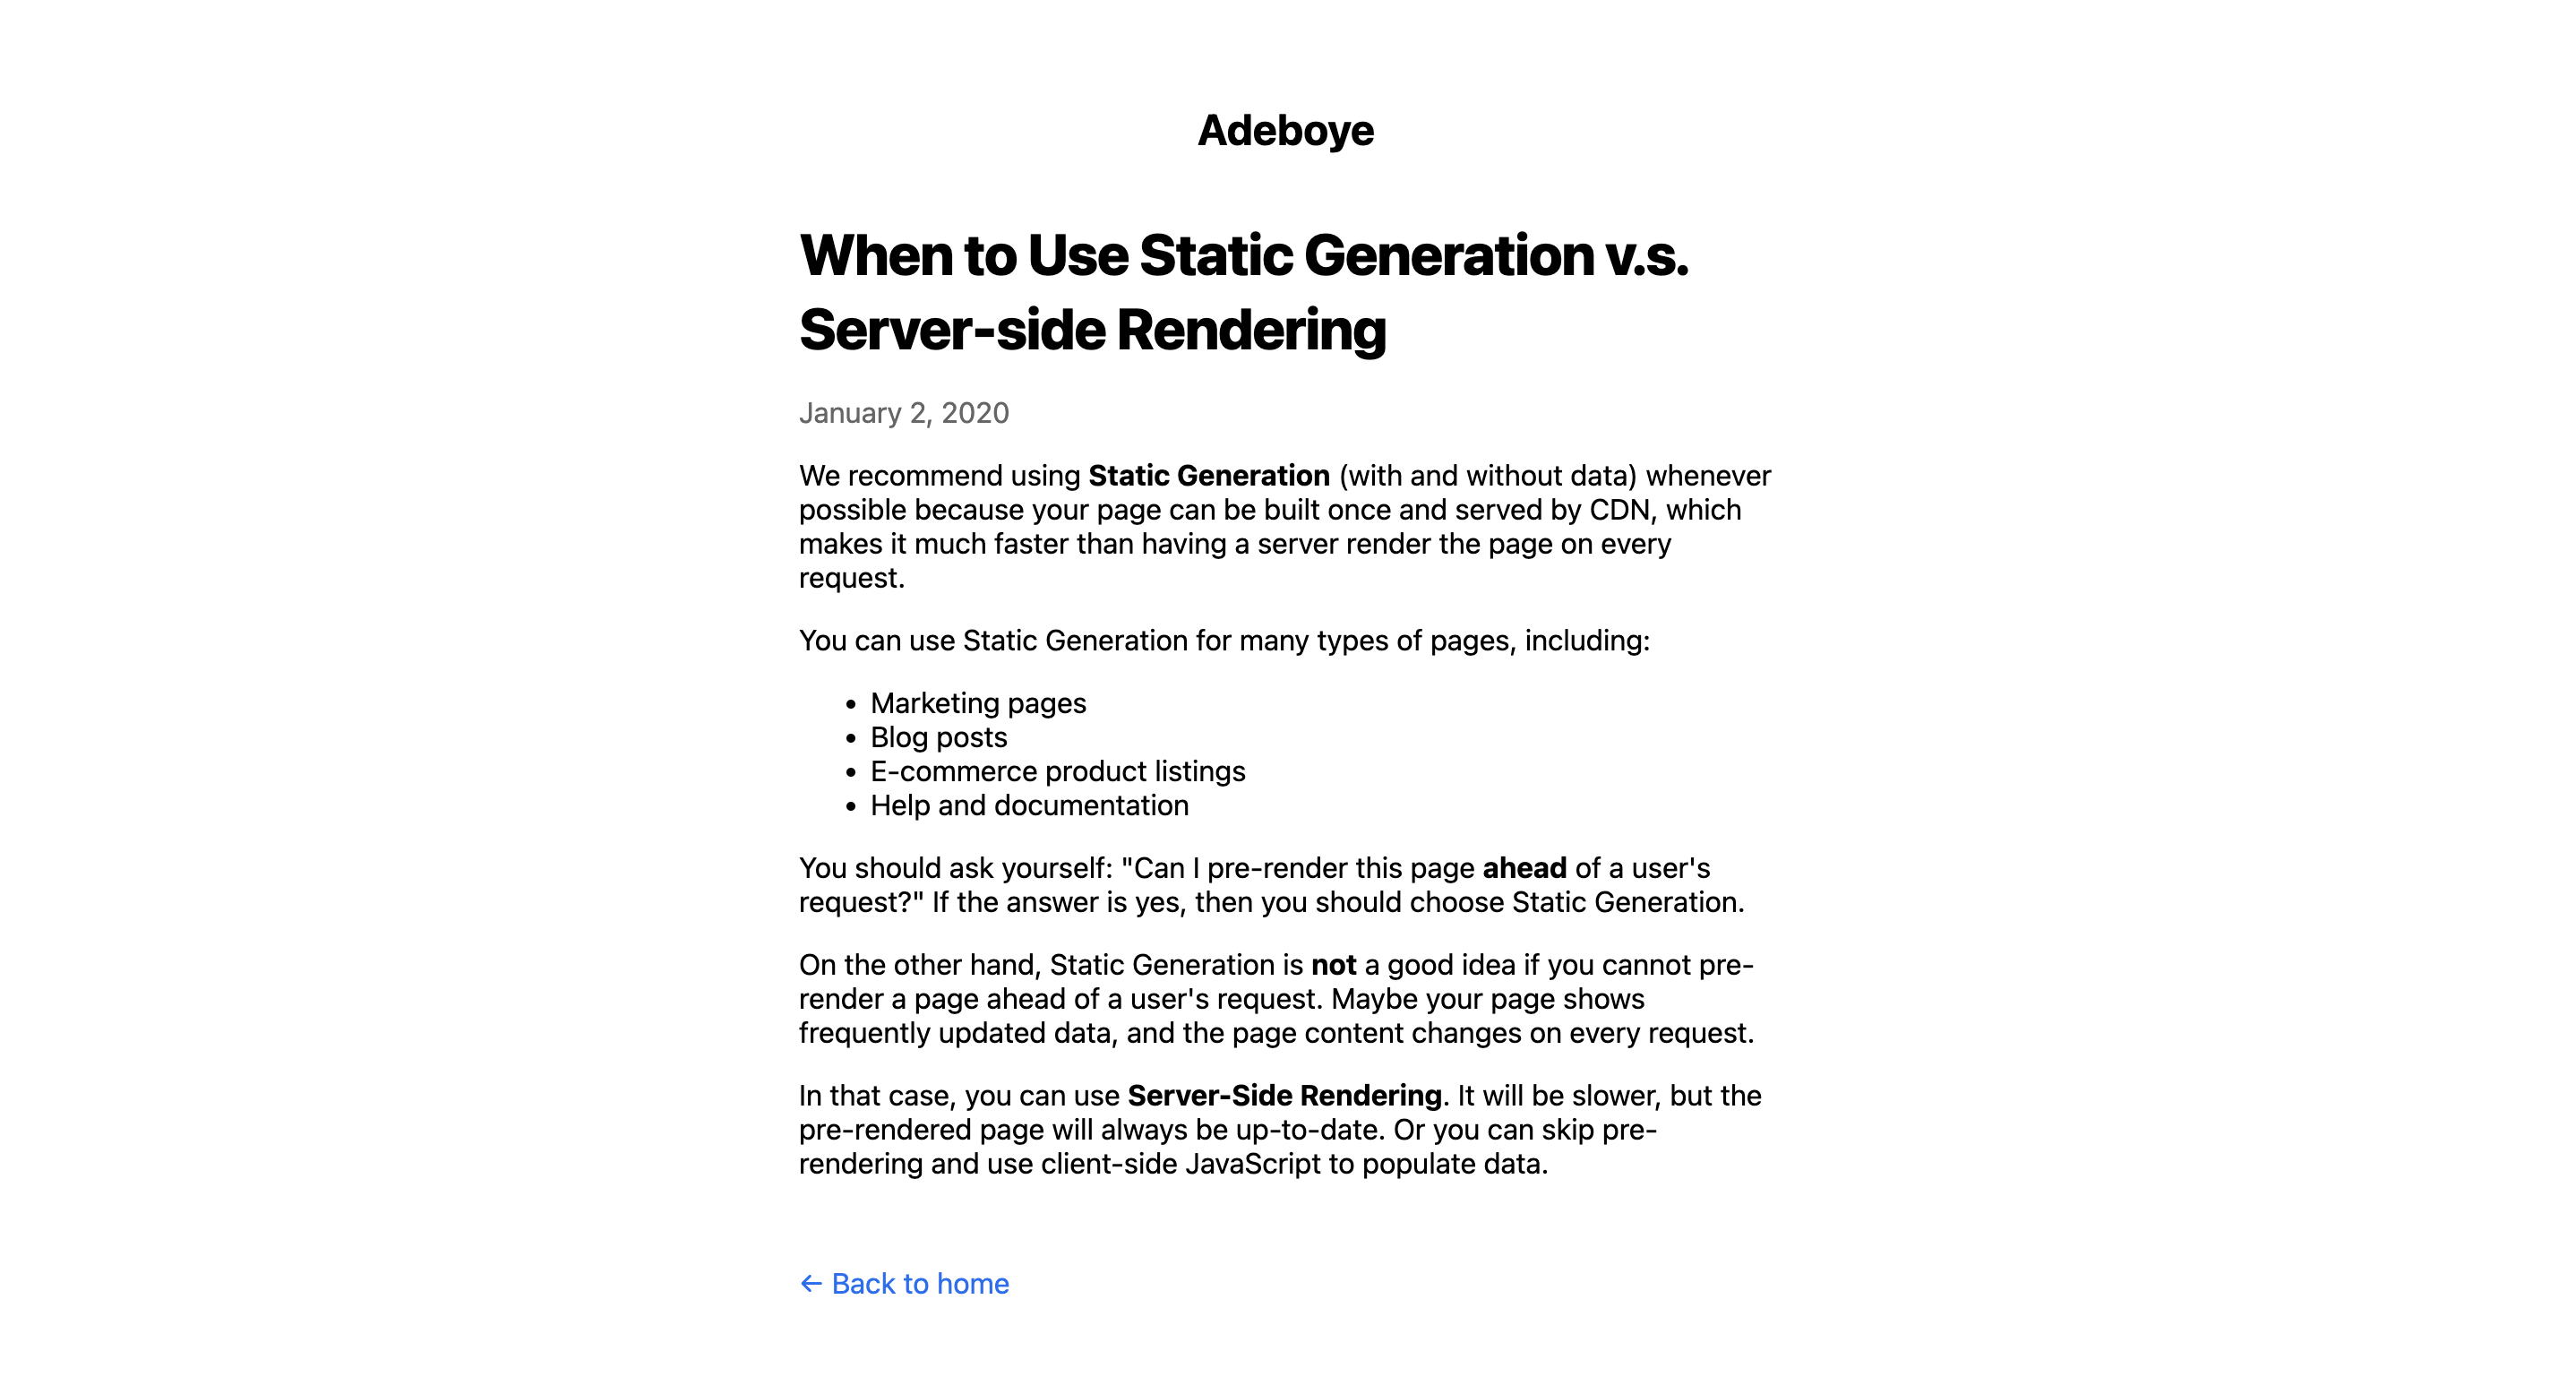 Adeboye
When to Use Static Generation v.s.
Server-side Rendering
January 2, 2020
We recommend using Static Generation (with and without data) whenever
possible because your page can be built once and served by CDN, which
makes it much faster than having a server render the page on every
request.
You can use Static Generation for many types of pages, including:
• Marketing pages
• Blog posts
• E-commerce product listings
• Help and documentation
You should ask yourself: "Can I pre-render this page ahead of a user's
request?" If the answer is yes, then you should choose Static Generation.
On the other hand, Static Generation is not a good idea if you cannot pre-
render a page ahead of a user's request. Maybe your page shows
frequently updated data, and the page content changes on every request.
In that case, you can use Server-Side Rendering. It will be slower, but the
pre-rendered page will always be up-to-date. Or you can skip pre-
rendering and use client-side JavaScript to populate data.
← Back to home